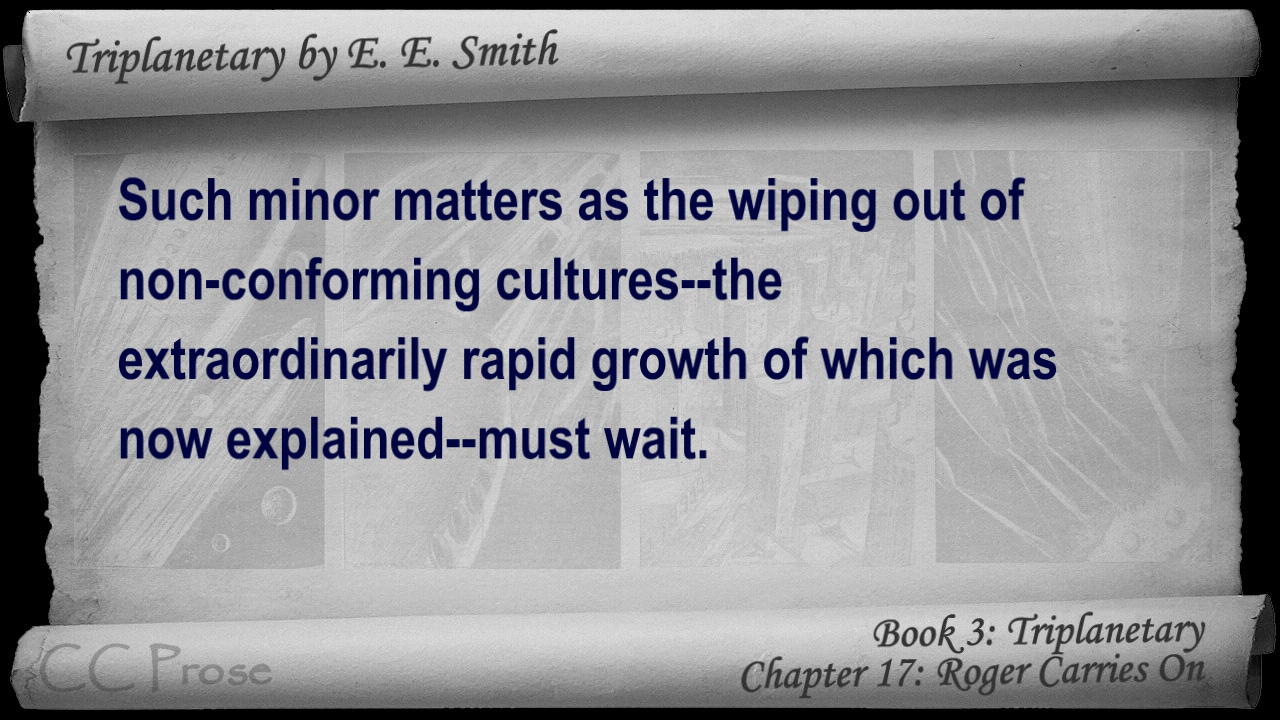 Triplanetary by E. E. Smith
Such minor matters as the wiping out of
non-conforming cultures--the
extraordinarily rapid growth of which was
now explained--must wait.
Book 3: Triplanetary
Chapter 17: Roger Carries On
CC Prose